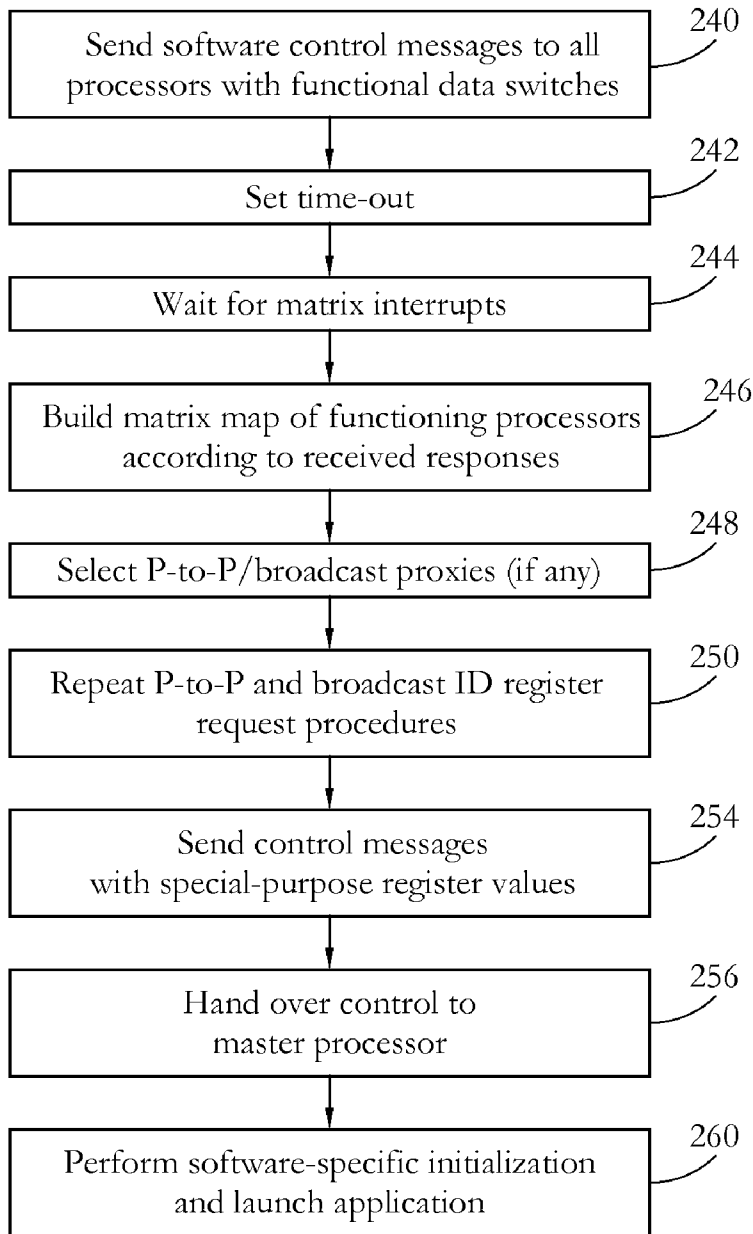 240
Send software control messages to all
processors with functional data switches
242
Set time-out
244
Wait for matrix interrupts
246
Build matrix map of functioning processors
according to received responses
248
Select P-to-P/broadcast proxies (if any)
250
Repeat P-to-P and broadcast ID register
request procedures
254
Send control messages
with special-purpose register values
256
Hand over control to
master processor
260
Perform software-specific initialization
and launch application